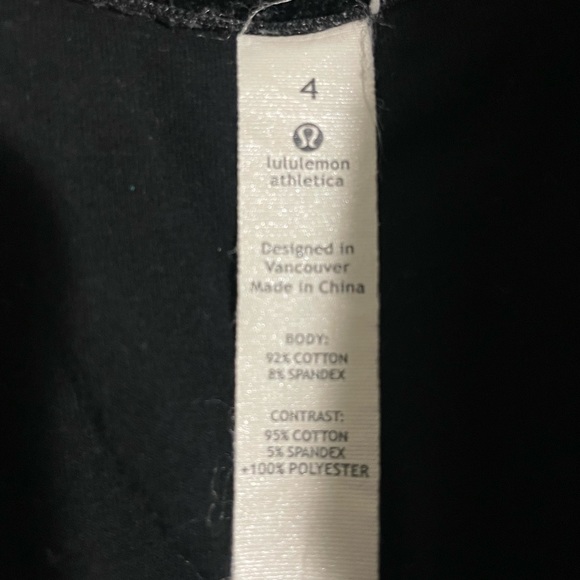 4
lululemon
athletica
Designed in
Vancouver
Made in China
BODY:
92% COTTON
8% SPANDEX
CONTRAST:
95% COTTON
5% SPANDEX
+100% POLYESTER